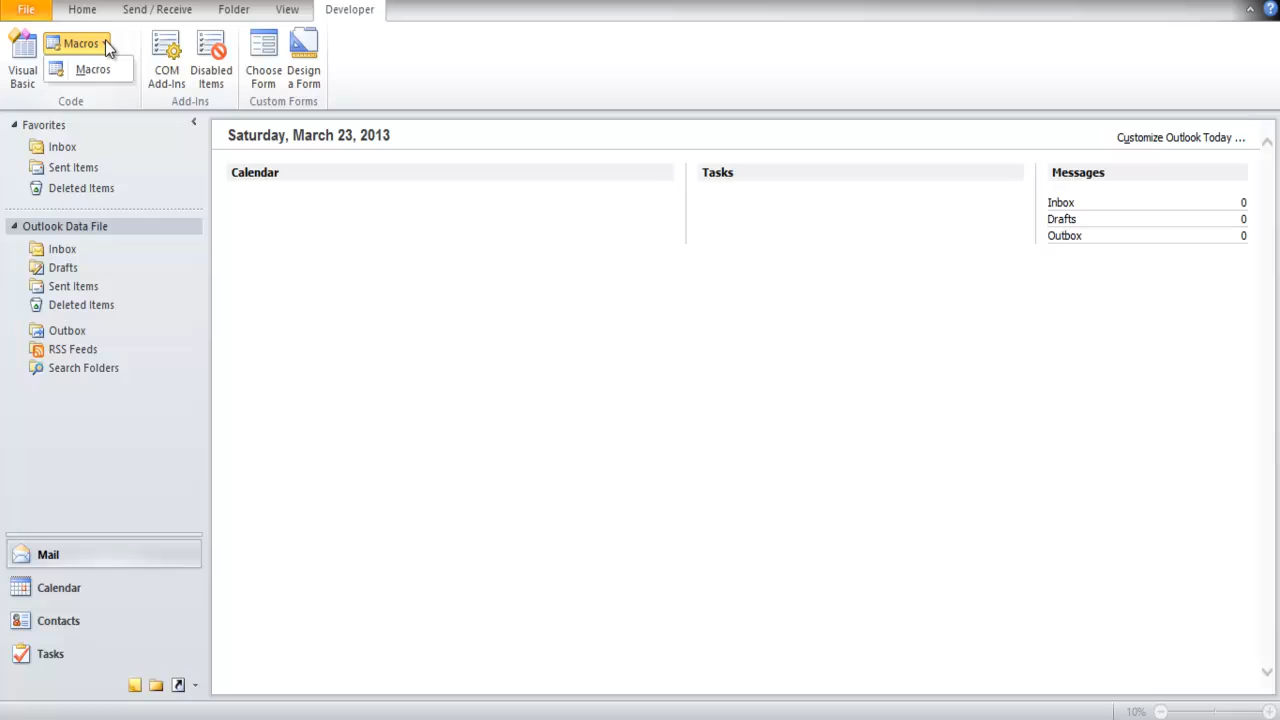 File Home Send / Receive Folder View Developer
Macros
Macros
Visual Basic
COM Add-Ins
Disabled Items
Choose Form
Design a Form
Code Add-Ins Custom Forms
Favorites
Inbox
Sent Items
Deleted Items
Outlook Data File
Inbox
Drafts
Sent Items
Deleted Items
Outbox
RSS Feeds
Search Folders
Mail
Calendar
Contacts
Tasks
Saturday, March 23, 2013
Customize Outlook Today ...
Calendar
Tasks
Messages
Inbox 0
Drafts 0
Outbox 0
10%